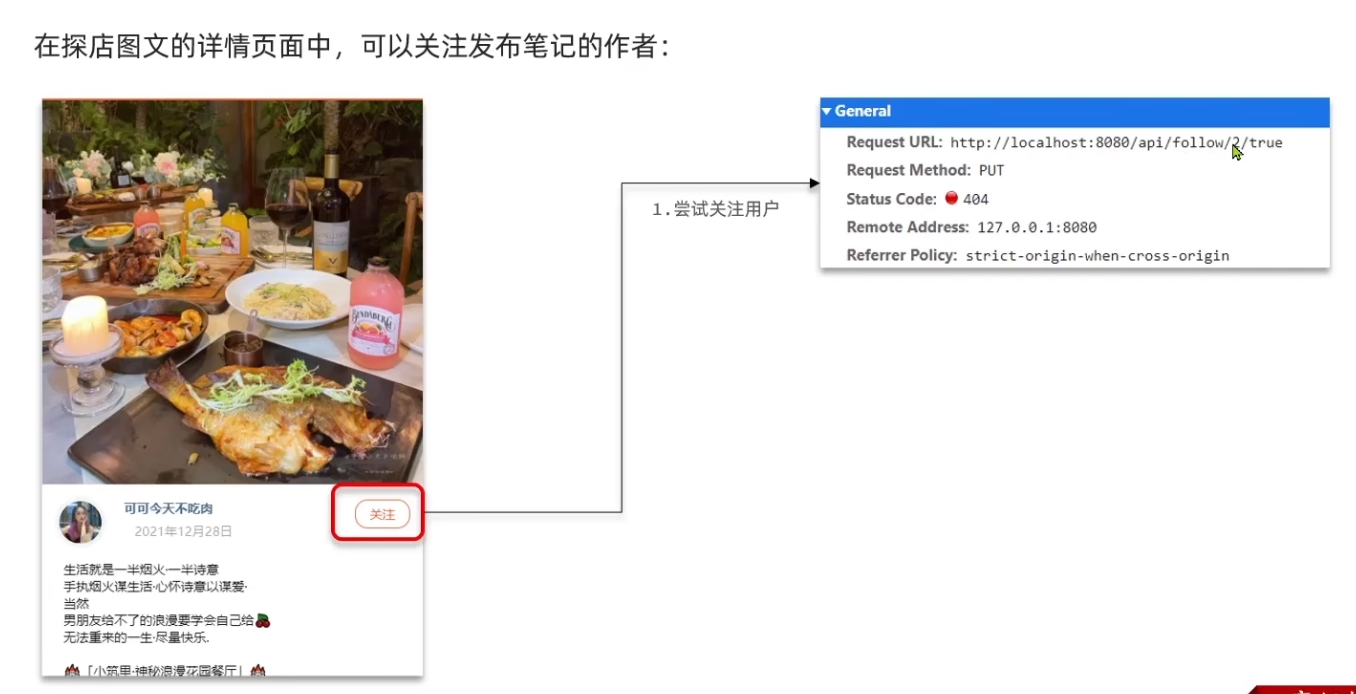 在探店图文的详情页面中，可以关注发布笔记的作者：
General
Request URL: http://localhost:8080/api/follow/2/true
Request Method: PUT
Status Code: 404
Remote Address: 127.0.0.1:8080
Referrer Policy: strict-origin-when-cross-origin
1.尝试关注用户
BUNDABERG
可可今天不吃肉
关注
2021年12月28日
生活就是一半烟火·一半诗意
手执烟火谋生活·心怀诗意以谋爱·
当然
男朋友给不了的浪漫要学会自己给🍒
无法重来的一生·尽量快乐.
「小筑里·神秘浪漫花园餐厅」